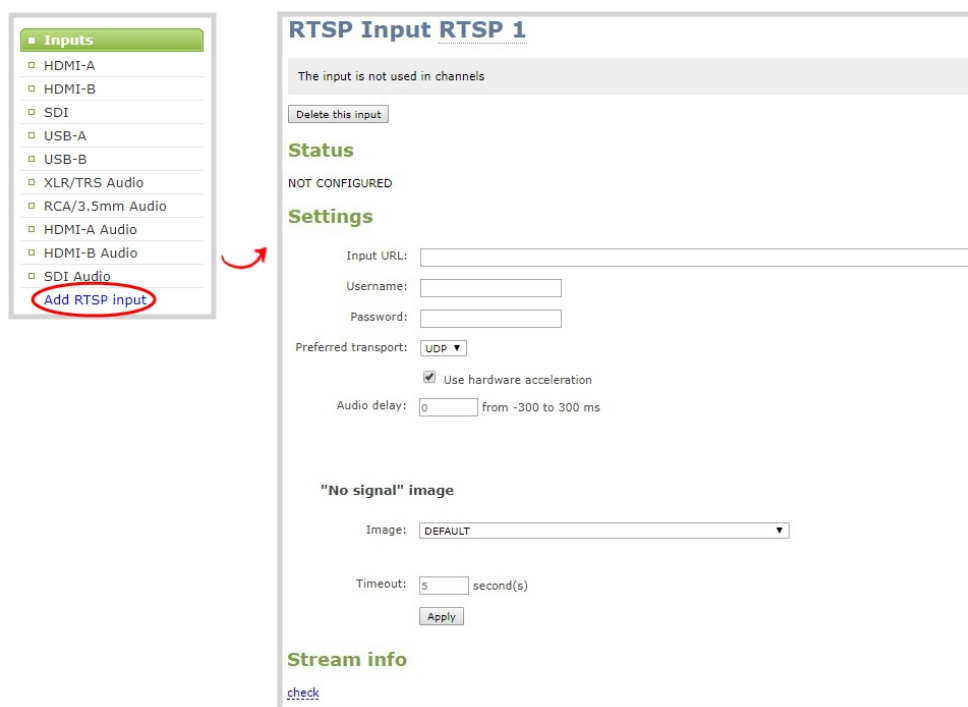 Inputs
HDMI-A
HDMI-B
SDI
USB-A
USB-B
XLR/TRS Audio
RCA/3.5mm Audio
HDMI-A Audio
HDMI-B Audio
SDI Audio
Add RTSP input
RTSP Input RTSP 1
The input is not used in channels
Delete this input
Status
NOT CONFIGURED
Settings
Input URL:
Username:
Password:
Preferred transport: UDP
Use hardware acceleration
Audio delay: 0 from -300 to 300 ms
"No signal" image
Image: DEFAULT
Timeout: 5 second(s)
Apply
Stream info
check